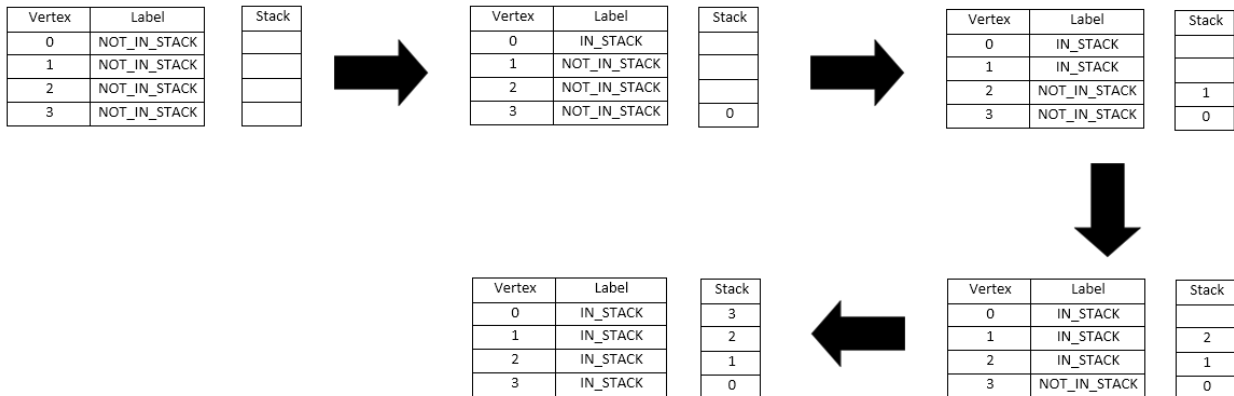 Vertex Label Stack
0 NOT_IN_STACK
1 NOT_IN_STACK
2 NOT_IN_STACK
3 NOT_IN_STACK
Vertex Label Stack
0 IN_STACK
1 NOT_IN_STACK
2 NOT_IN_STACK
3 NOT_IN_STACK 0
Vertex Label Stack
0 IN_STACK
1 IN_STACK
2 NOT_IN_STACK 1
3 NOT_IN_STACK 0
Vertex Label Stack
0 IN_STACK 3
1 IN_STACK 2
2 IN_STACK 1
3 IN_STACK 0
Vertex Label Stack
0 IN_STACK
1 IN_STACK 2
2 IN_STACK 1
3 NOT_IN_STACK 0